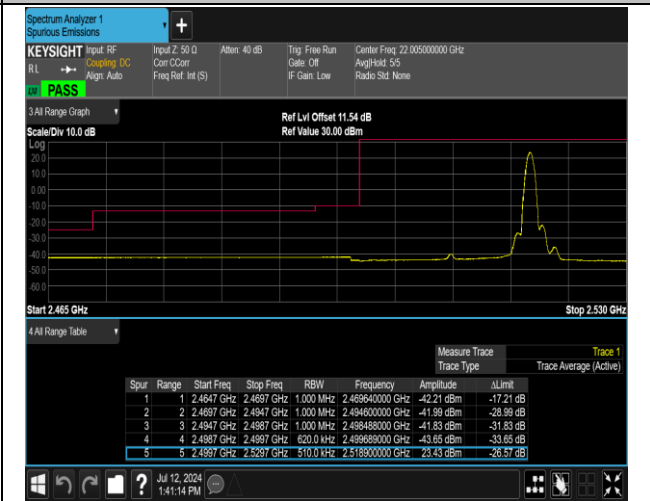 Spectrum Analyzer 1
Spurious Emissions
+
KEYSIGHT Input: RF Input Z: 50 Ω Atten: 40 dB Trig: Free Run Center Freq: 22.005000000 GHz
RL Coupling: DC Corr CCorr Gate: Off Avg|Hold: 5/5
Align: Auto Freq Ref: Int (S) IF Gain: Low Radio Std: None
PASS
3 All Range Graph Ref Lvl Offset 11.54 dB
Scale/Div 10.0 dB Ref Value 30.00 dBm
Log
20.0
10.0
0.00
-10.0
-20.0
-30.0
-40.0
-50.0
-60.0
Start 2.465 GHz Stop 2.530 GHz
4 All Range Table
Measure Trace Trace 1
Trace Type Trace Average (Active)
Spur Range Start Freq Stop Freq RBW Frequency Amplitude ΔLimit
1 1 2.4647 GHz 2.4697 GHz 1.000 MHz 2.469640000 GHz -42.21 dBm -17.21 dB
2 2 2.4697 GHz 2.4947 GHz 1.000 MHz 2.494600000 GHz -41.99 dBm -28.99 dB
3 3 2.4947 GHz 2.4987 GHz 1.000 MHz 2.498488000 GHz -41.83 dBm -31.83 dB
4 4 2.4987 GHz 2.4997 GHz 620.0 kHz 2.499689000 GHz -43.65 dBm -33.65 dB
5 5 2.4997 GHz 2.5297 GHz 510.0 kHz 2.518900000 GHz 23.43 dBm -26.57 dB
? Jul 12, 2024
1:41:14 PM